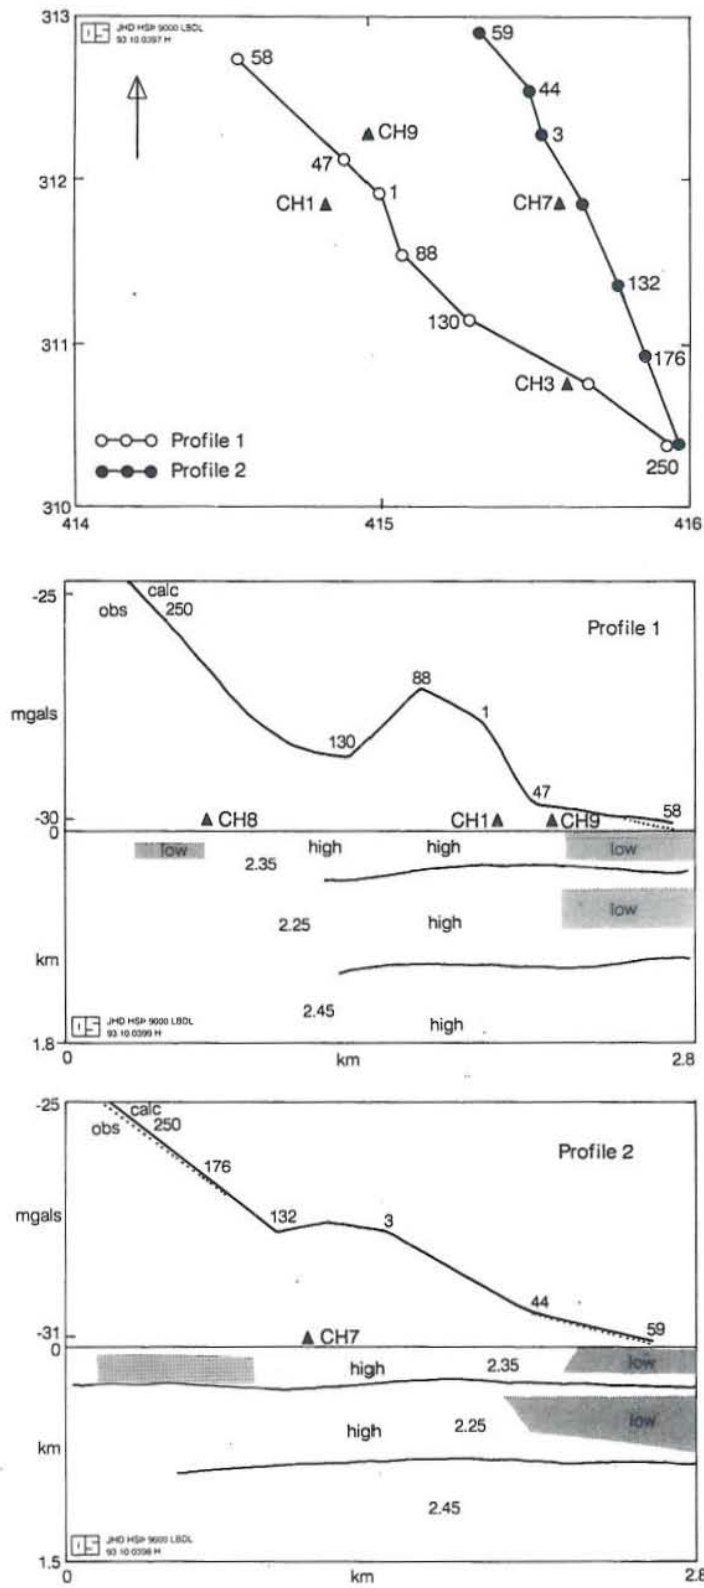 313
JHD HSP 9000 LBDL
93 10.0397 H
58
59
44
CH9
3
47
312
CH1
1
CH7
88
132
130
311
176
CH3
Profile 1
Profile 2
250
310
414
415
416
-25
calc
obs
250
Profile 1
88
mgals
1
130
47
58
-30
CH8
CH1
CH9
0
low
high
high
low
2.35
2.25
high
low
km
2.45
JHD HSP 9000 LBDL
93 10.0399 H
high
1.8
0
km
2.8
-25
calc
obs
250
Profile 2
176
mgals
132
3
44
59
-31
CH7
0
high
2.35
low
high
2.25
low
km
2.45
JHD HSP 9000 LBDL
93 10 0398 H
1.5
0
km
2.8